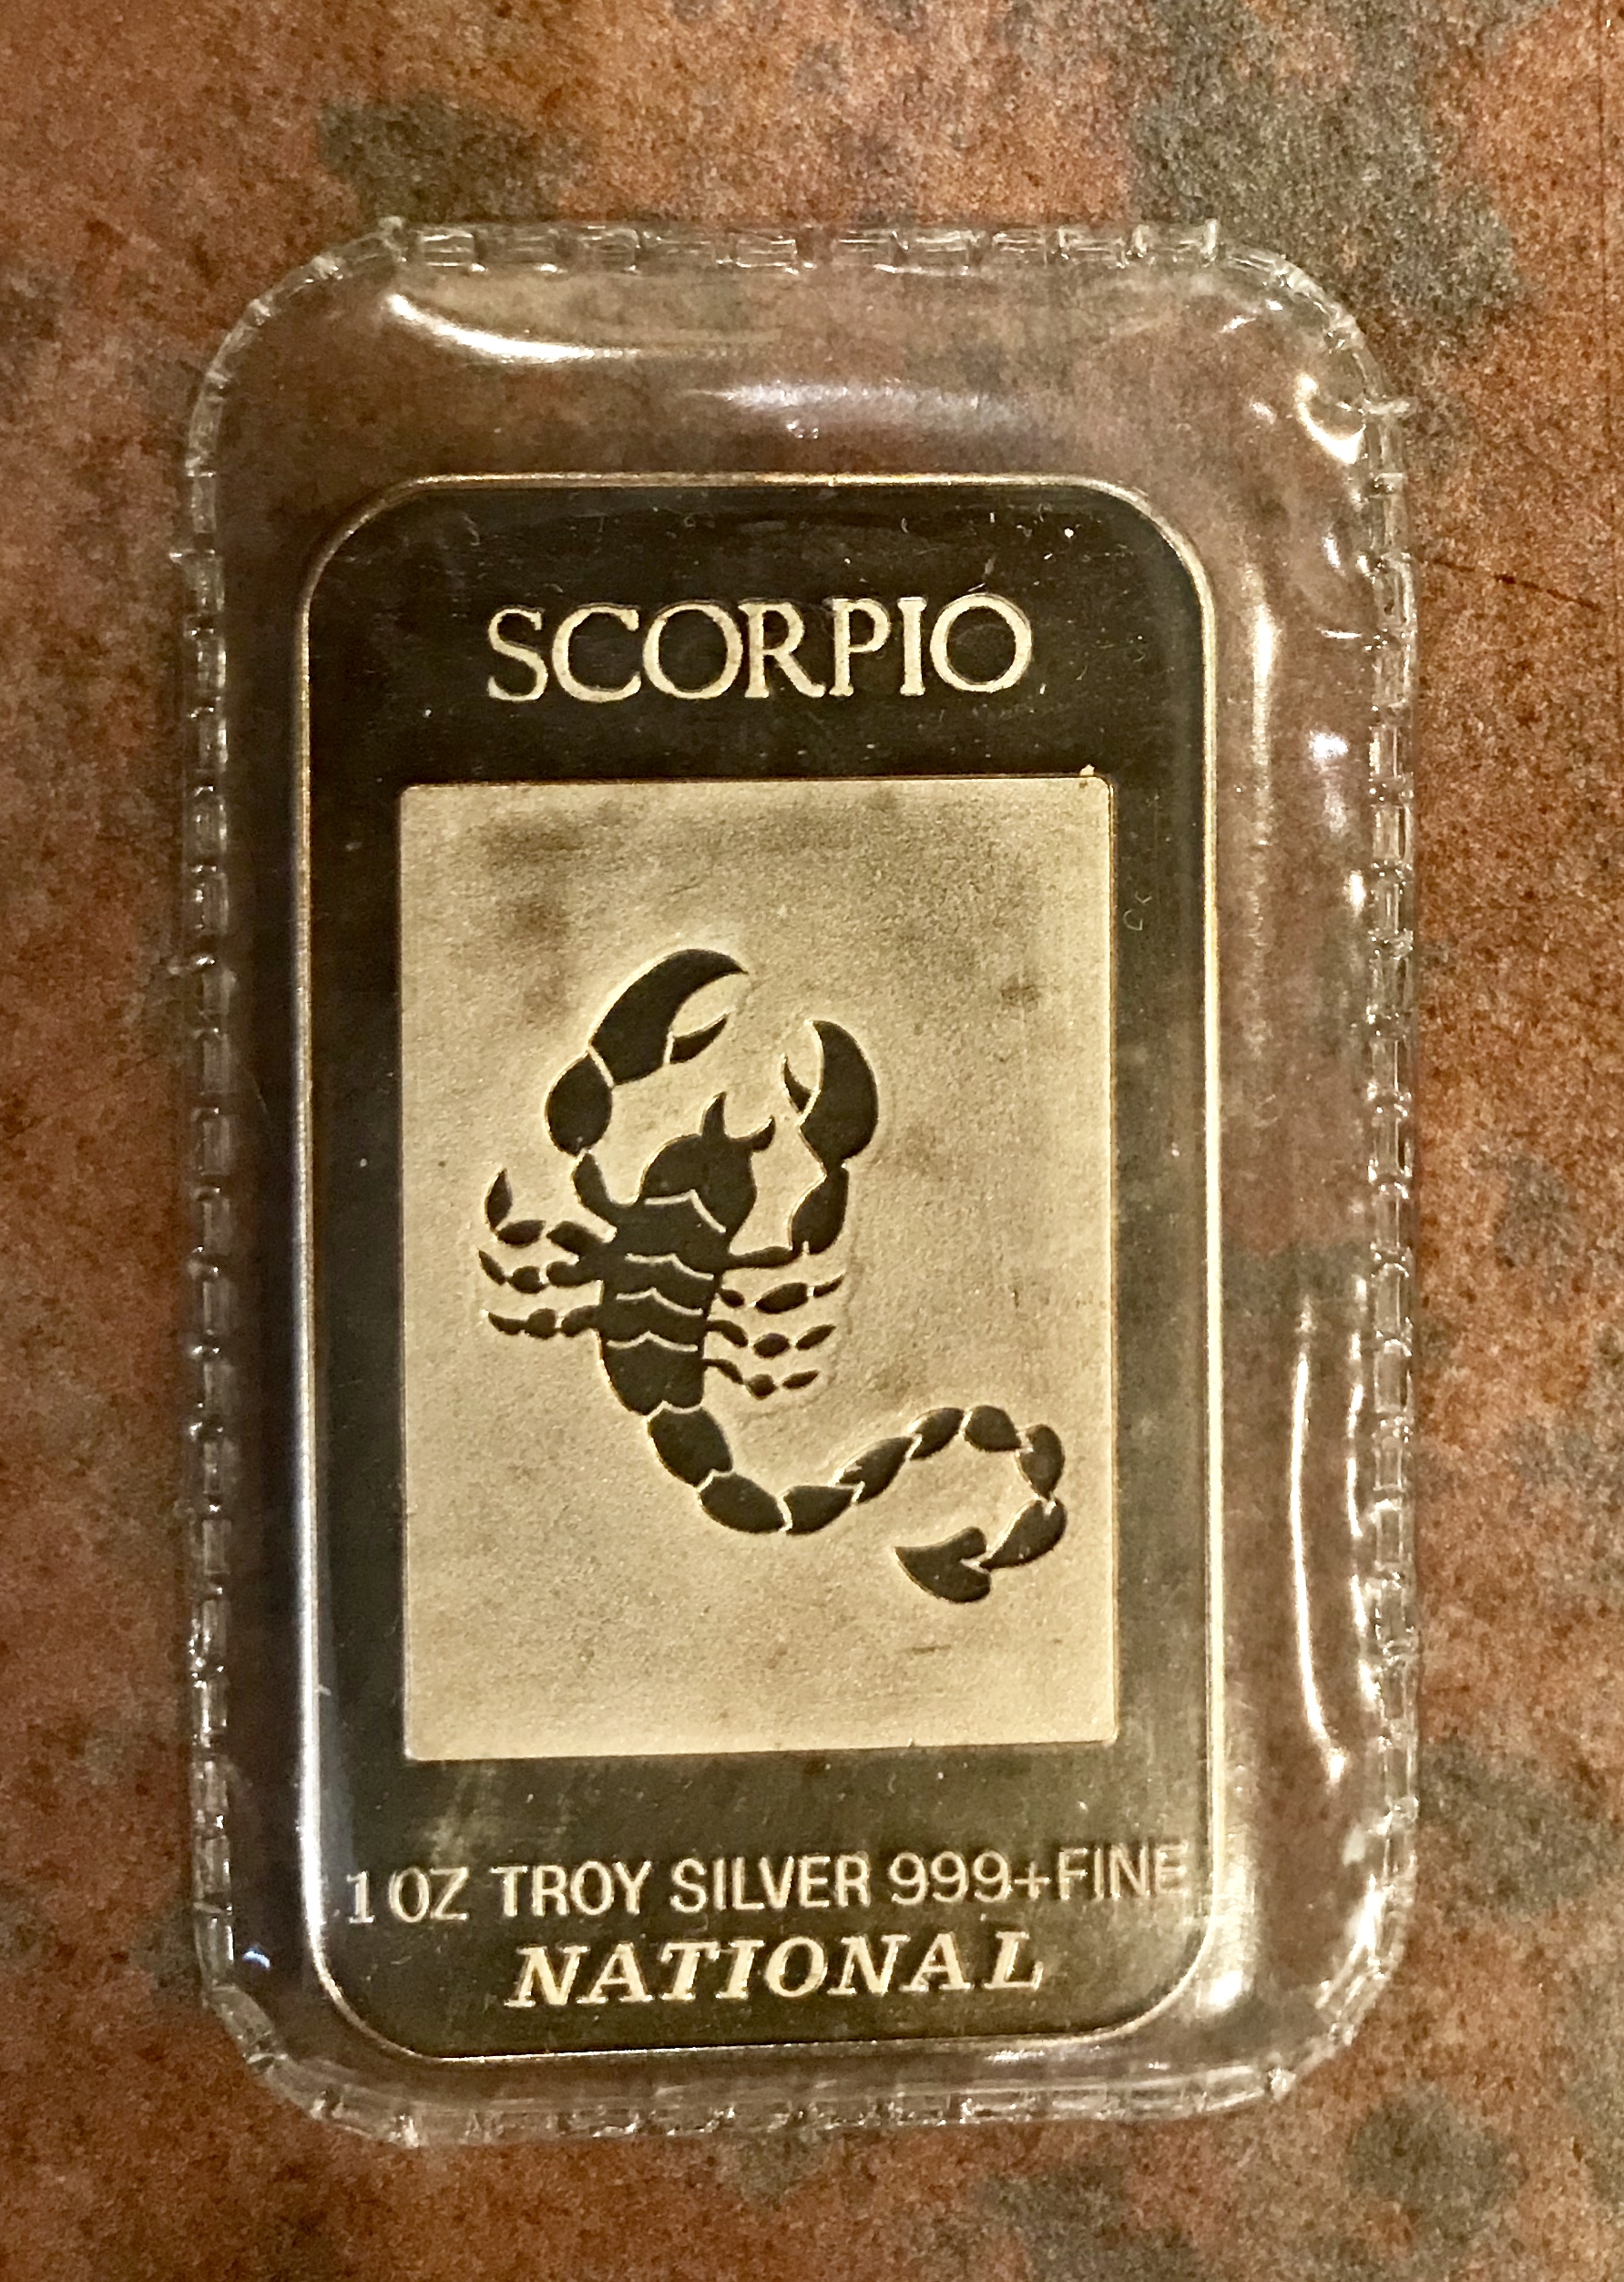 SCORPIO
1 OZ TROY SILVER 999+FINE
NATIONAL